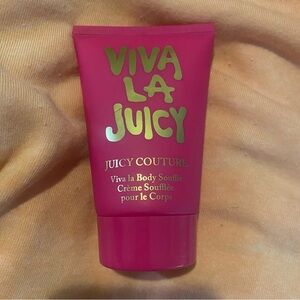 VIVA
LA
JUICY
JUICY COUTURE
Viva la Body Soufflé
Crème Soufflée
pour le Corps